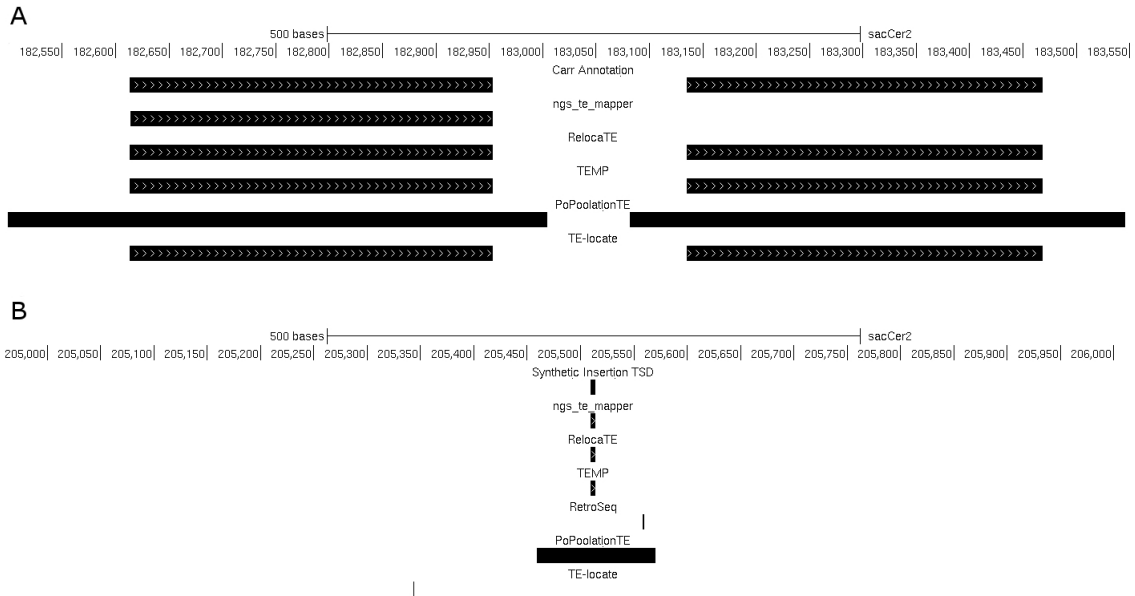 A
500 bases sacCer2
182,550 182,600 182,650 182,700 182,750 182,800 182,850 182,900 182,950 183,000 183,050 183,100 183,150 183,200 183,250 183,300 183,350 183,400 183,450 183,500 183,550
Carr Annotation
ngs_te_mapper
RelocaTE
TEMP
PoPoolationTE
TE-locate
B
500 bases sacCer2
205,000 205,050 205,100 205,150 205,200 205,250 205,300 205,350 205,400 205,450 205,500 205,550 205,600 205,650 205,700 205,750 205,800 205,850 205,900 205,950 206,000
Synthetic Insertion TSD
ngs_te_mapper
RelocaTE
TEMP
RetroSeq
PoPoolationTE
TE-locate